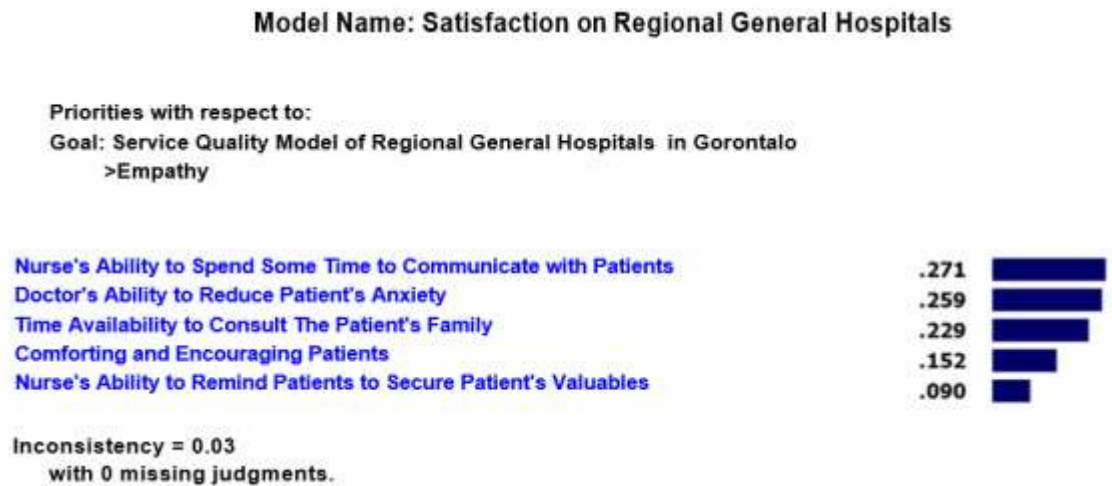 Model Name: Satisfaction on Regional General Hospitals
Priorities with respect to:
Goal: Service Quality Model of Regional General Hospitals in Gorontalo
>Empathy
Nurse's Ability to Spend Some Time to Communicate with Patients .271
Doctor's Ability to Reduce Patient's Anxiety .259
Time Availability to Consult The Patient's Family .229
Comforting and Encouraging Patients .152
Nurse's Ability to Remind Patients to Secure Patient's Valuables .090
Inconsistency = 0.03
with 0 missing judgments.